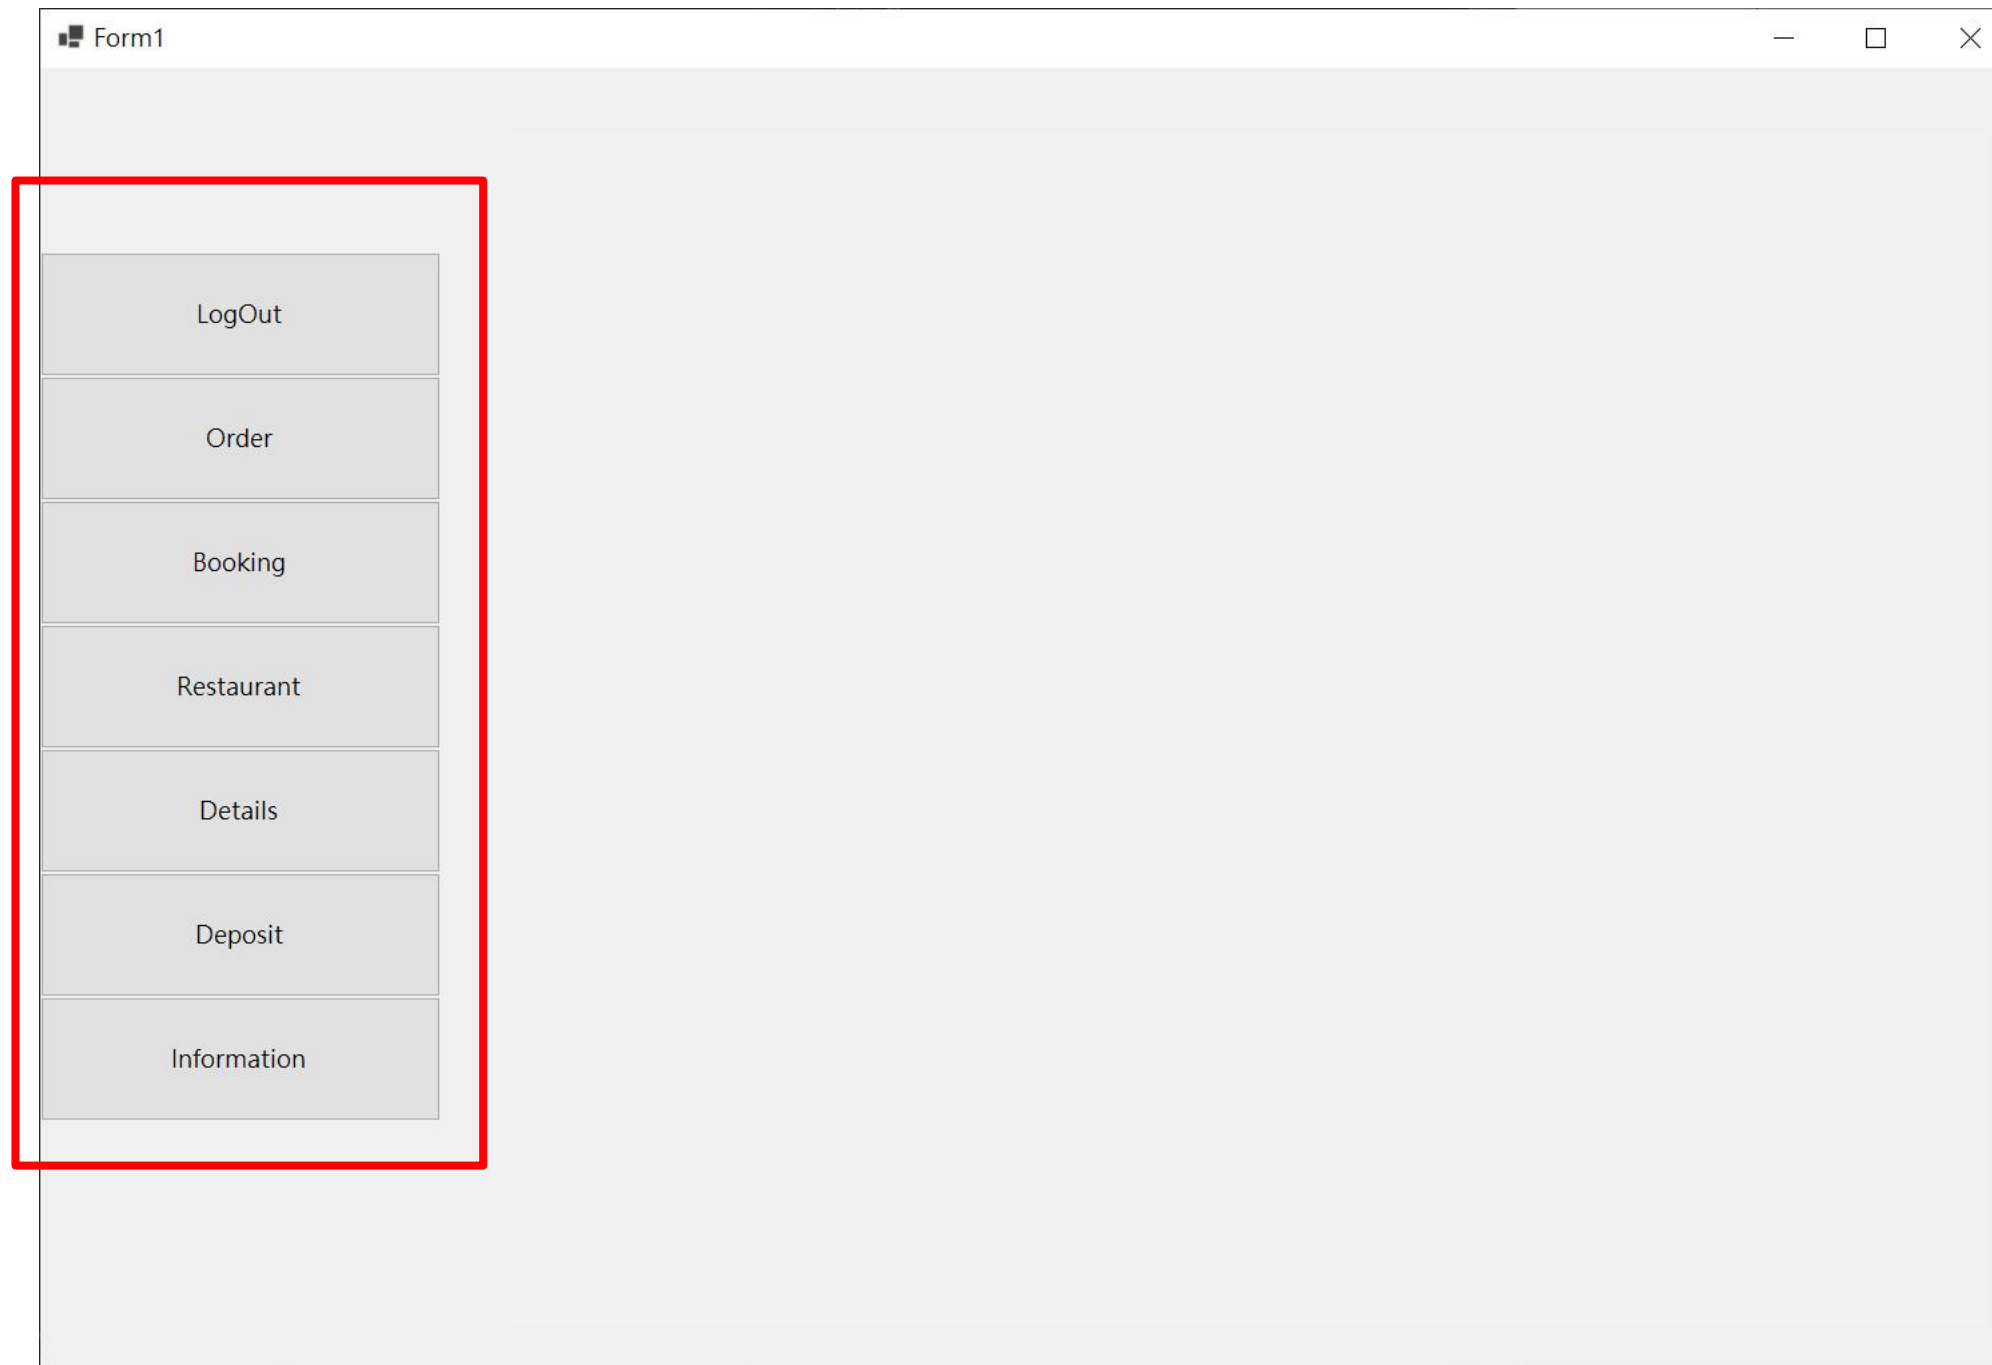 Form1
LogOut
Order
Booking
Restaurant
Details
Deposit
Information